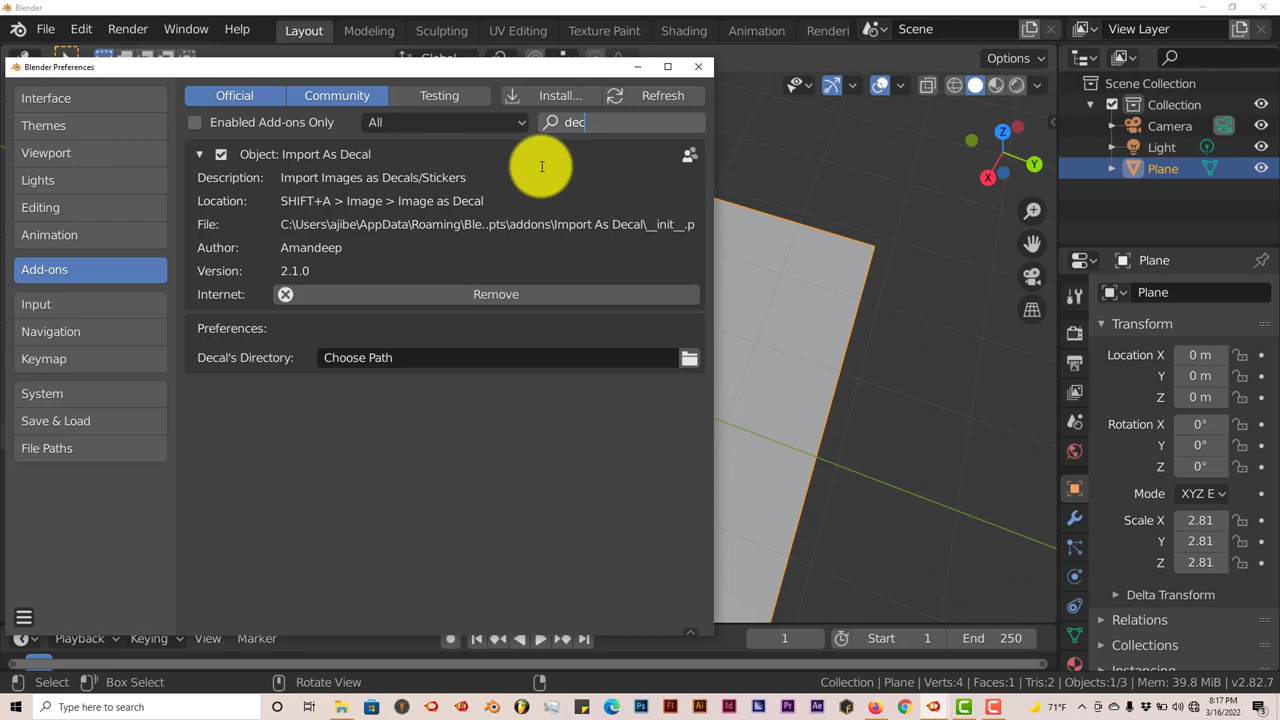 Blender
File Edit Render Window Help Layout Modeling Sculpting UV Editing Texture Paint Shading Animation Scene View Layer
Global Options
Blender Preferences
Interface
Themes
Viewport
Lights
Editing
Animation
Add-ons
Input
Navigation
Keymap
System
Save & Load
File Paths
Official Community Testing Install... Refresh
Enabled Add-ons Only All dec
Object: Import As Decal
Description: Import Images as Decals/Stickers
Location: SHIFT+A > Image > Image as Decal
File: C:\Users\ajibe\AppData\Roaming\Ble..pts\addons\Import As Decal\__init__.p
Author: Amandeep
Version: 2.1.0
Internet: Remove
Preferences:
Decal's Directory: Choose Path
Z
Y
X
Scene Collection
Collection
Camera
Light
Plane
Plane
Plane
Transform
Location X 0 m
Y 0 m
Z 0 m
Rotation X 0°
Y 0°
Z 0°
Mode XYZ E
Scale X 2.81
Y 2.81
Z 2.81
Delta Transform
Relations
Collections
Playback Keying View Marker 1 Start 1 End 250
Select Box Select Rotate View Collection | Plane | Verts:4 | Faces:1 | Tris:2 | Objects:1/3 | Mem: 39.8 MiB | v2.82.7
Type here to search 71°F 8:17 PM
3/16/2022